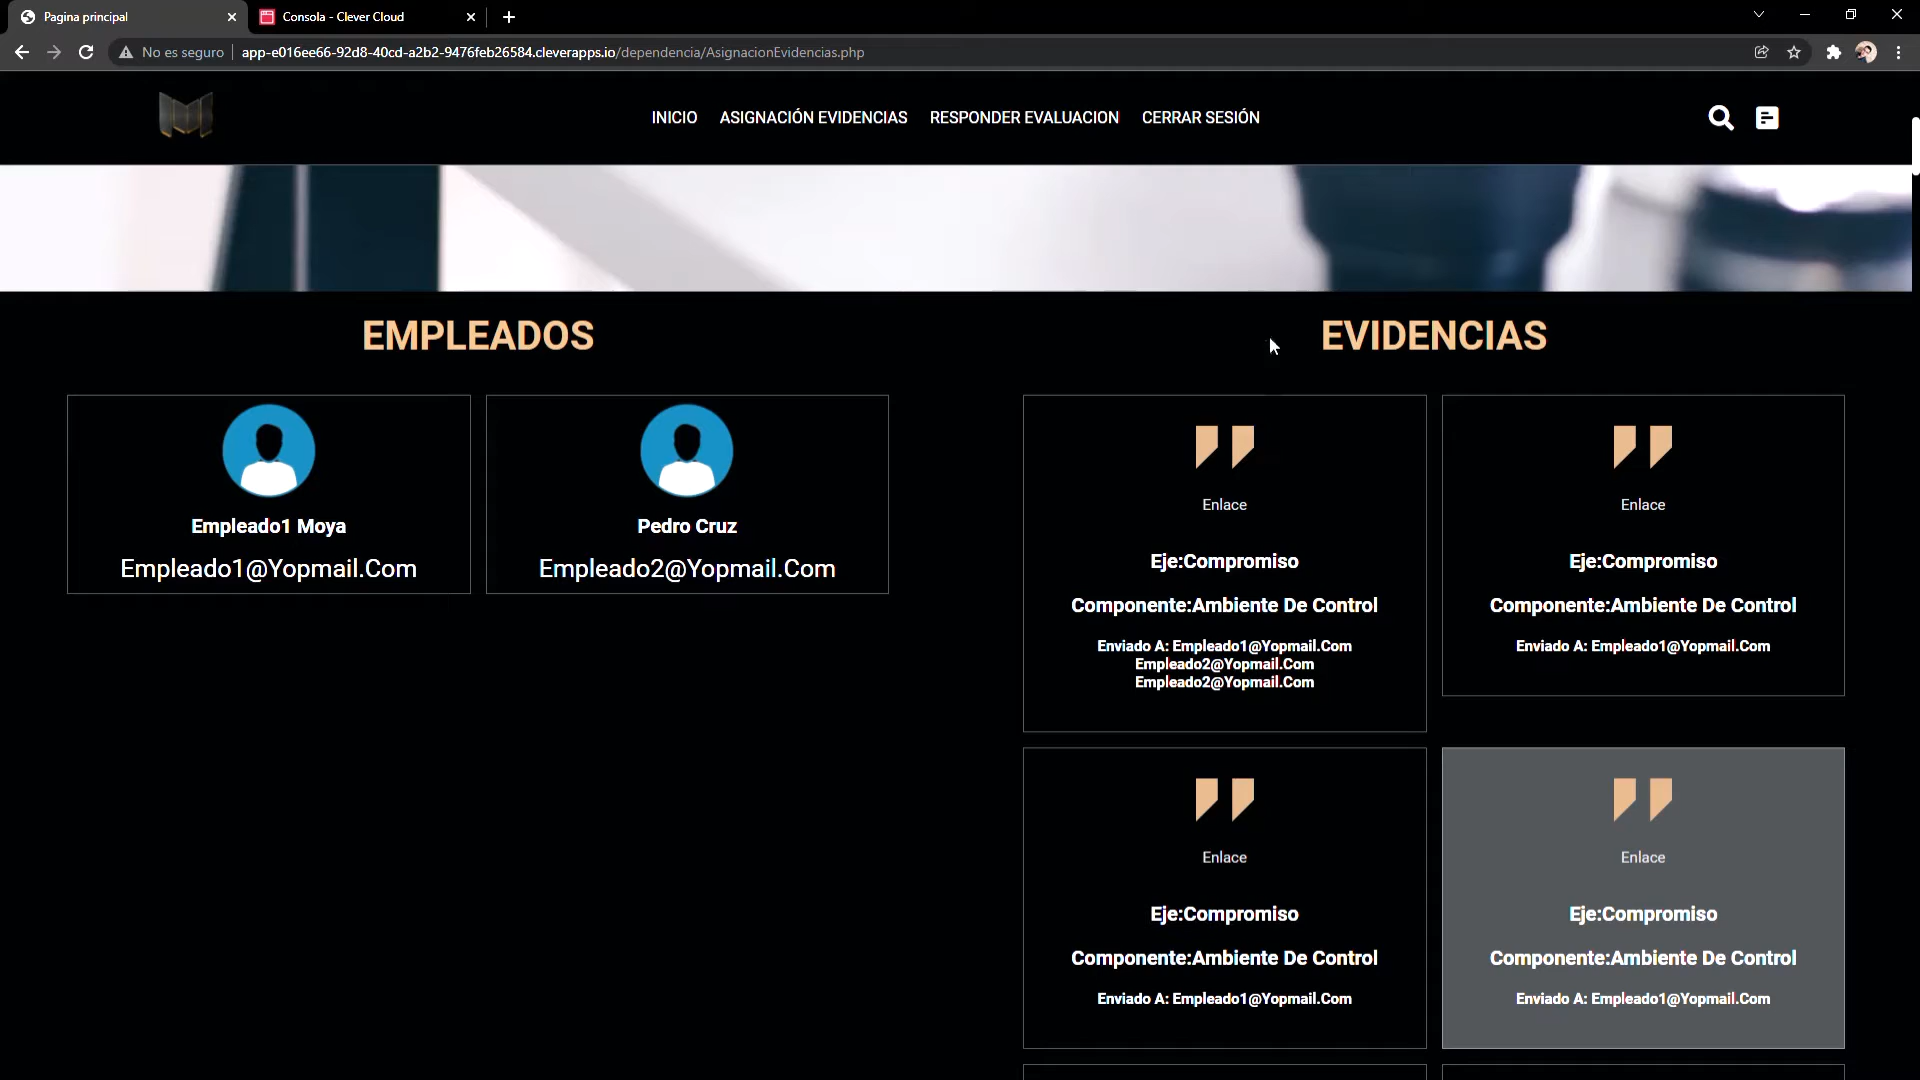 Pagina principal
Consola - Clever Cloud
No es seguro
app-e016ee66-92d8-40cd-a2b2-9476feb26584.cleverapps.io/dependencia/AsignacionEvidencias.php
INICIO
ASIGNACIÓN EVIDENCIAS
RESPONDER EVALUACION
CERRAR SESIÓN
EMPLEADOS
Empleado1 Moya
Empleado1@Yopmail.Com
Pedro Cruz
Empleado2@Yopmail.Com
EVIDENCIAS
Enlace
Eje:Compromiso
Componente:Ambiente De Control
Enviado A: Empleado1@Yopmail.Com
Empleado2@Yopmail.Com
Empleado2@Yopmail.Com
Enlace
Eje:Compromiso
Componente:Ambiente De Control
Enviado A: Empleado1@Yopmail.Com
Enlace
Eje:Compromiso
Componente:Ambiente De Control
Enviado A: Empleado1@Yopmail.Com
Enlace
Eje:Compromiso
Componente:Ambiente De Control
Enviado A: Empleado1@Yopmail.Com